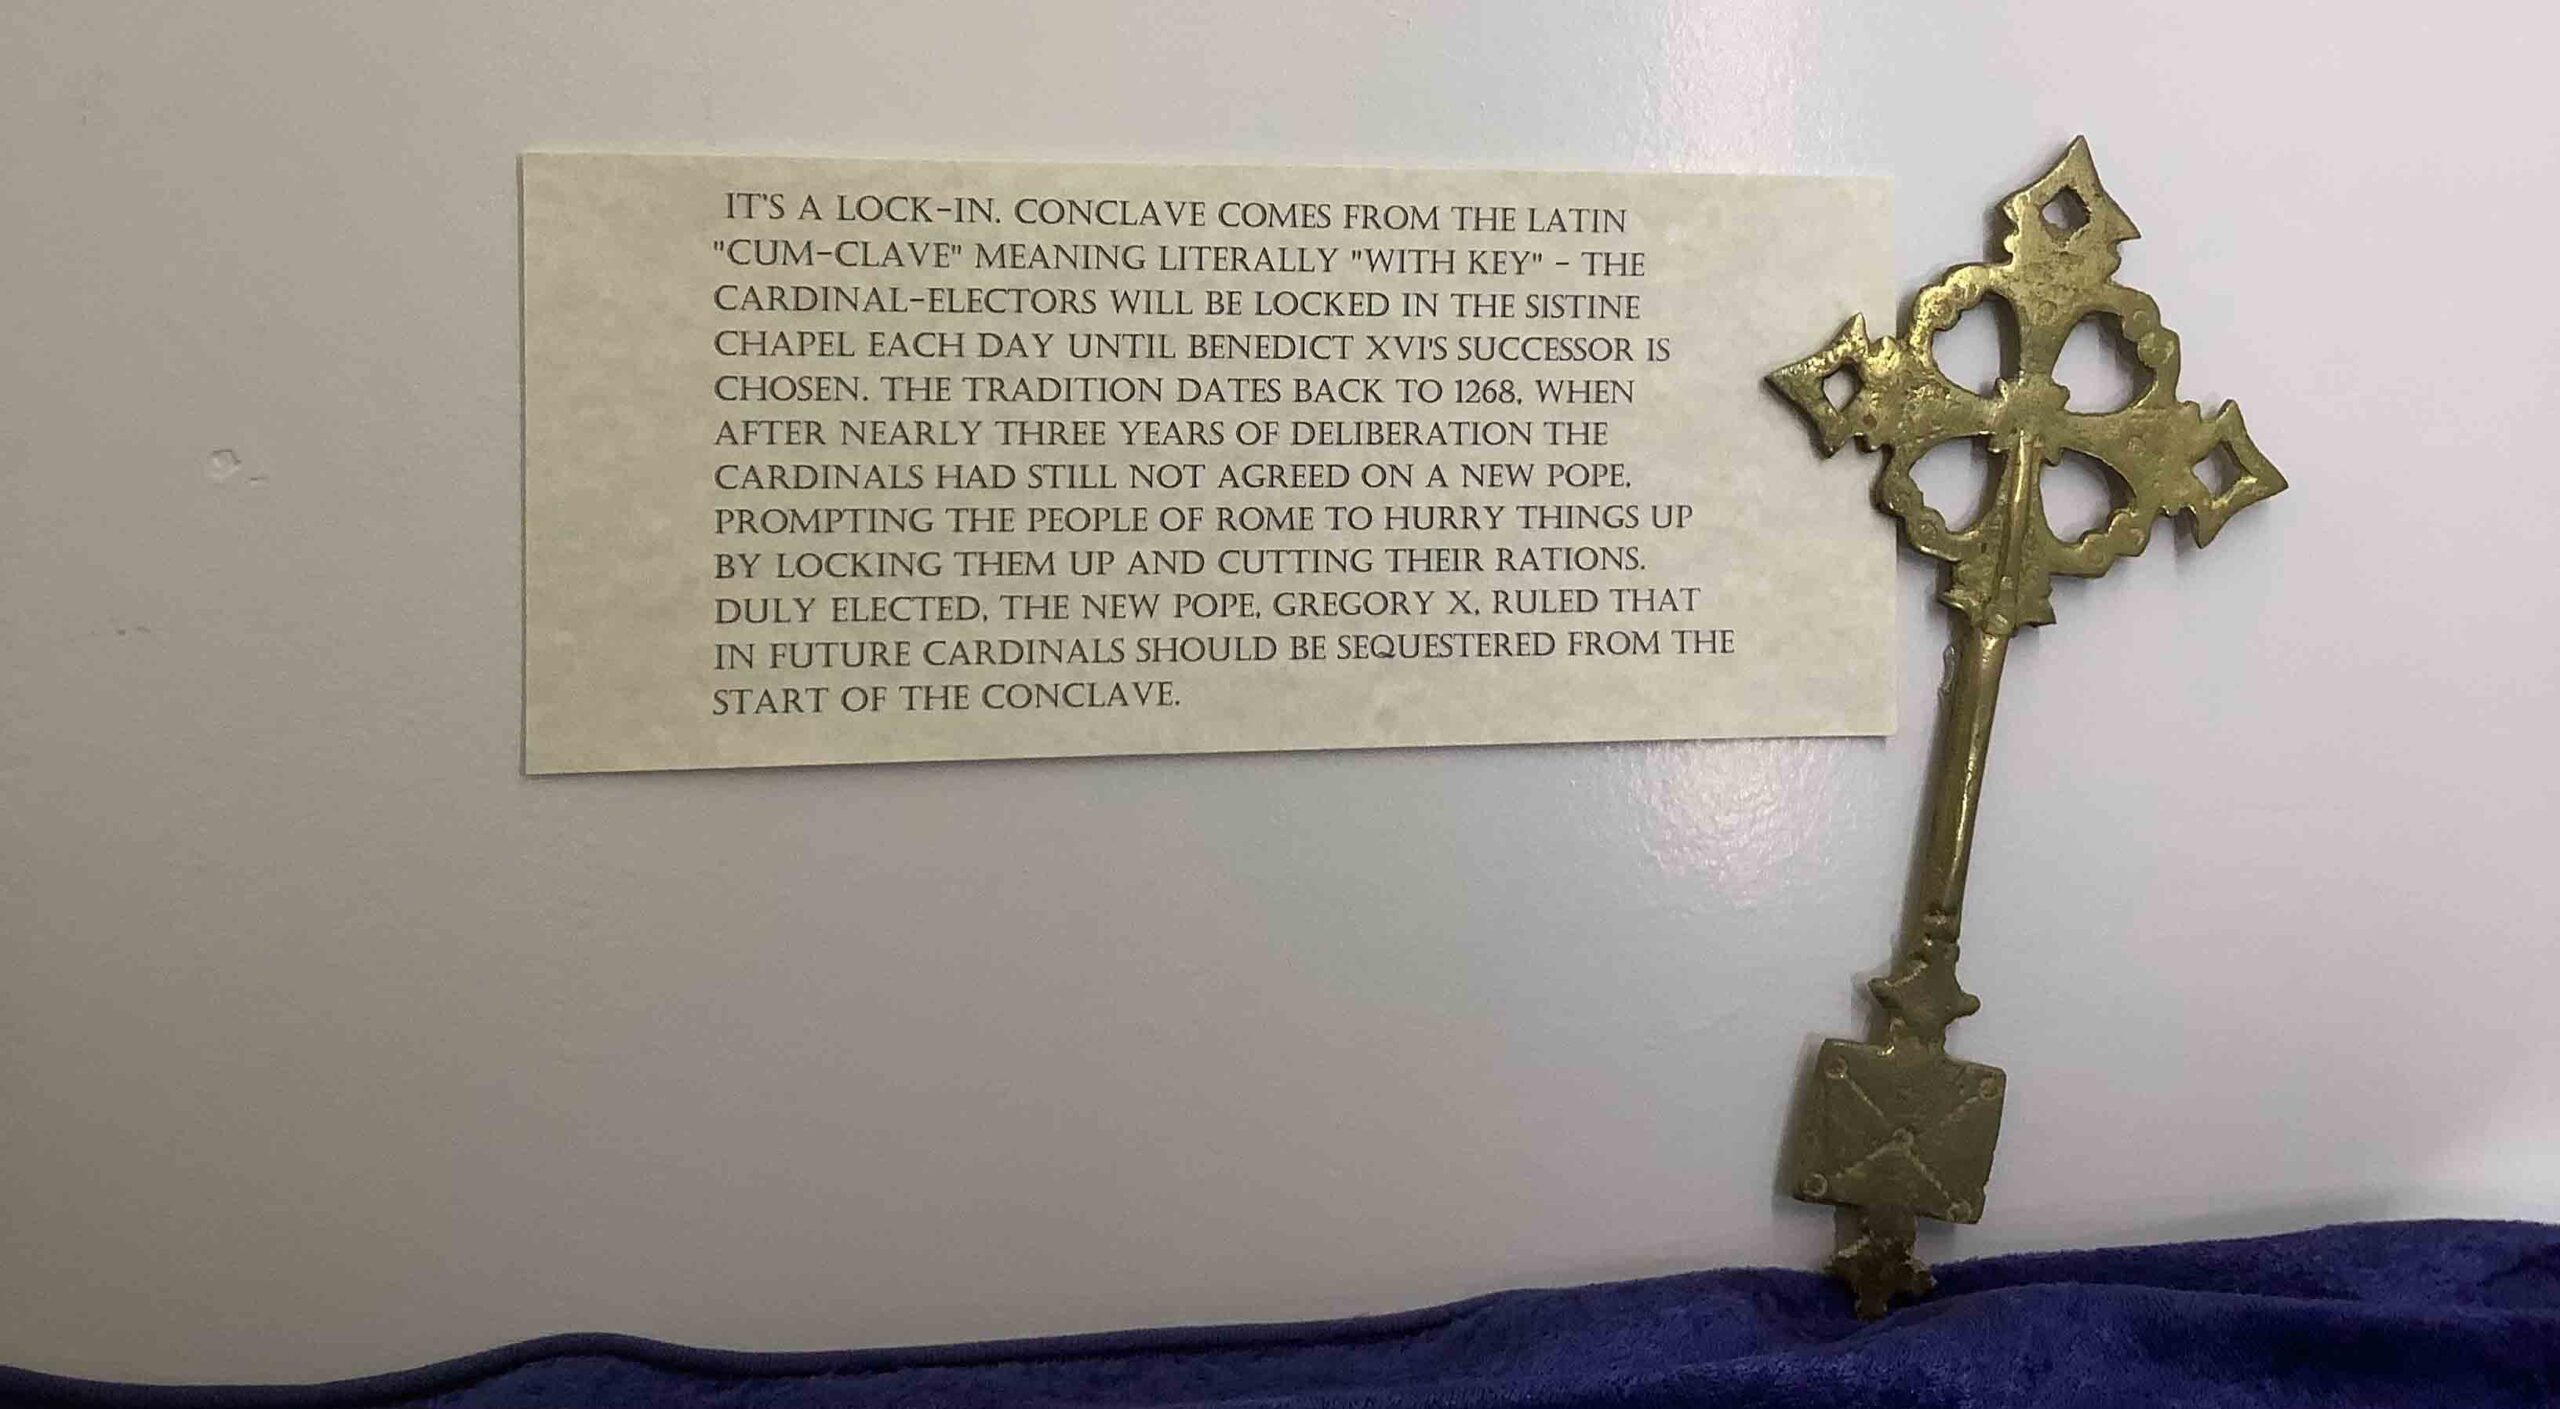 IT'S A LOCK-IN. CONCLAVE COMES FROM THE LATIN
"CUM-CLAVE" MEANING LITERALLY "WITH KEY" - THE
CARDINAL-ELECTORS WILL BE LOCKED IN THE SISTINE
CHAPEL EACH DAY UNTIL BENEDICT XVI'S SUCCESSOR IS
CHOSEN. THE TRADITION DATES BACK TO 1268, WHEN
AFTER NEARLY THREE YEARS OF DELIBERATION THE
CARDINALS HAD STILL NOT AGREED ON A NEW POPE,
PROMPTING THE PEOPLE OF ROME TO HURRY THINGS UP
BY LOCKING THEM UP AND CUTTING THEIR RATIONS.
DULY ELECTED, THE NEW POPE, GREGORY X, RULED THAT
IN FUTURE CARDINALS SHOULD BE SEQUESTERED FROM THE
START OF THE CONCLAVE.